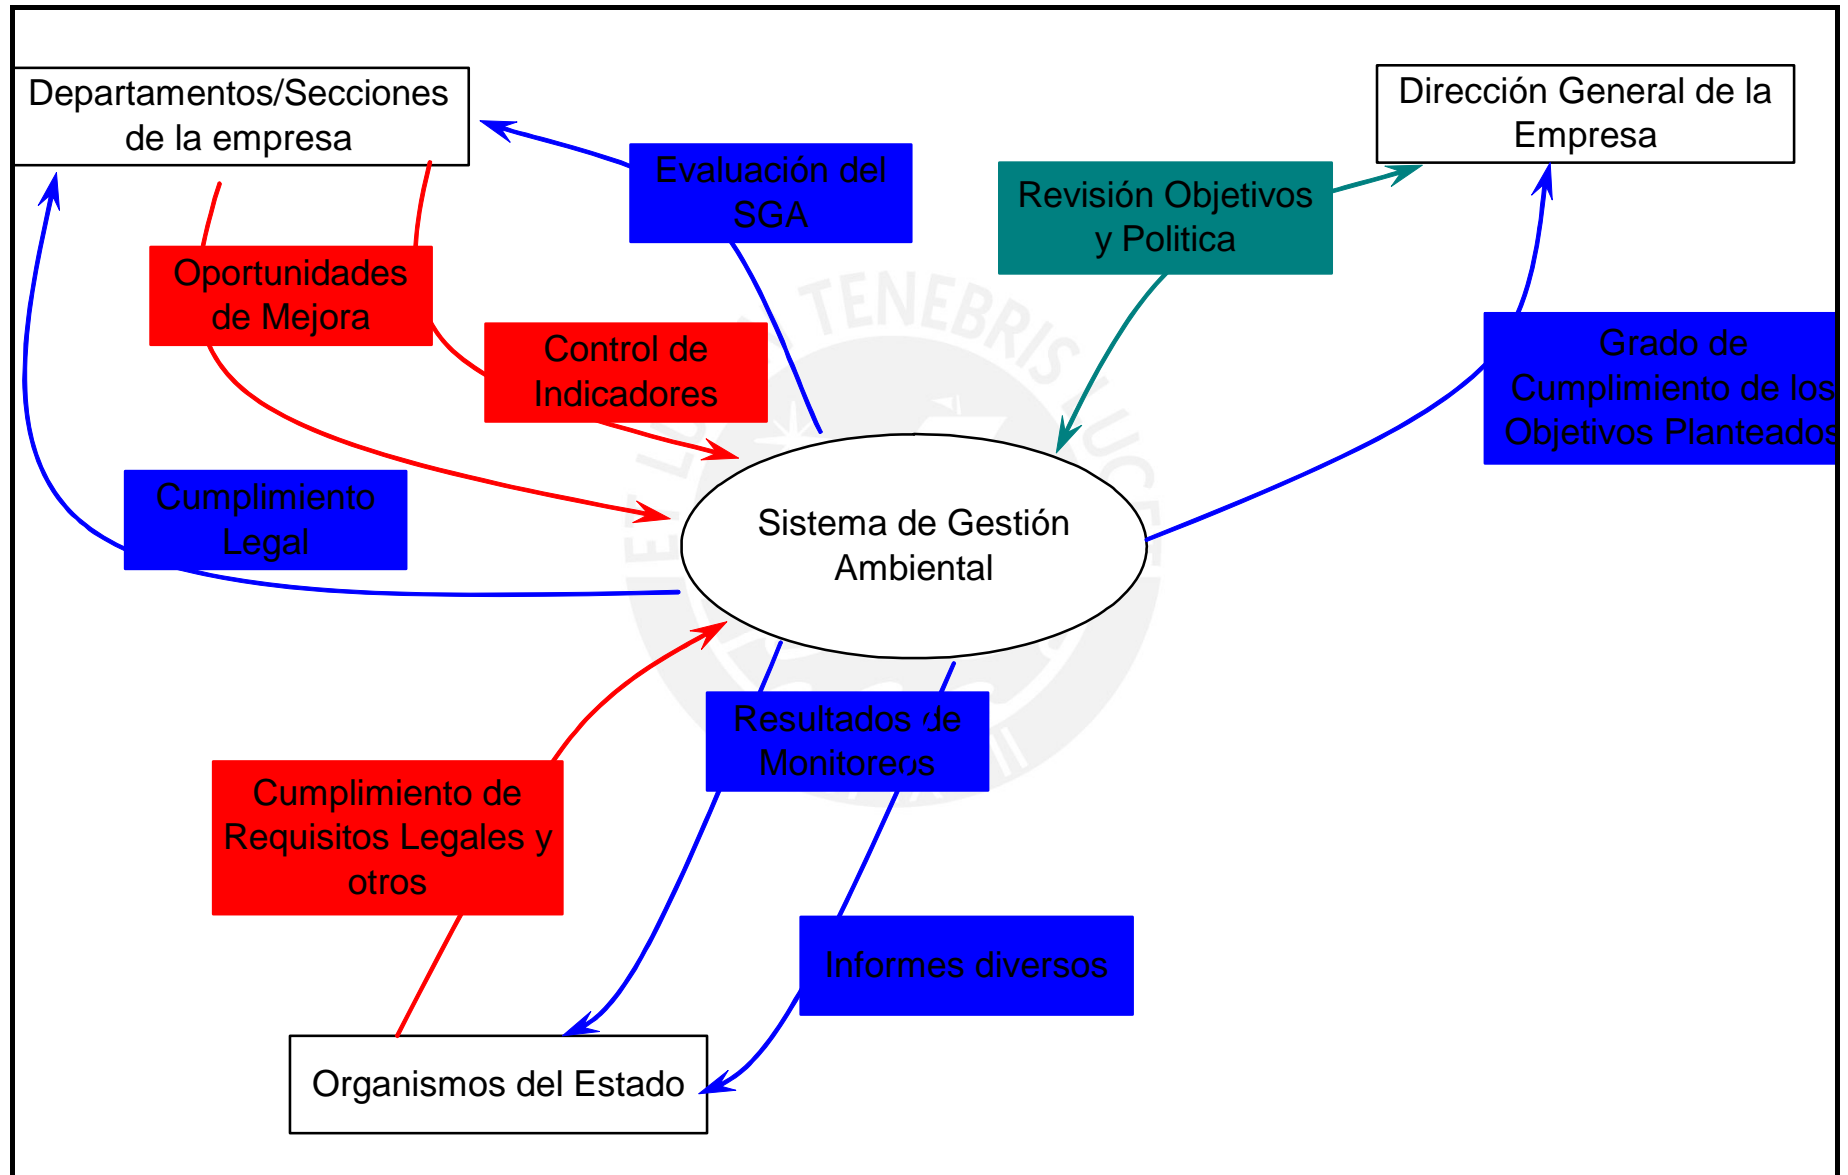 Departamentos/Secciones
de la empresa
Dirección General de la
Empresa
Evaluación del
SGA
Revisión Objetivos
y Politica
Oportunidades
de Mejora
Control de
Indicadores
Grado de
Cumplimiento de los
Objetivos Planteados
Cumplimiento
Legal
Sistema de Gestión
Ambiental
Resultados de
Monitoreos
Cumplimiento de
Requisitos Legales y
otros
Informes diversos
Organismos del Estado
TENEBRIS